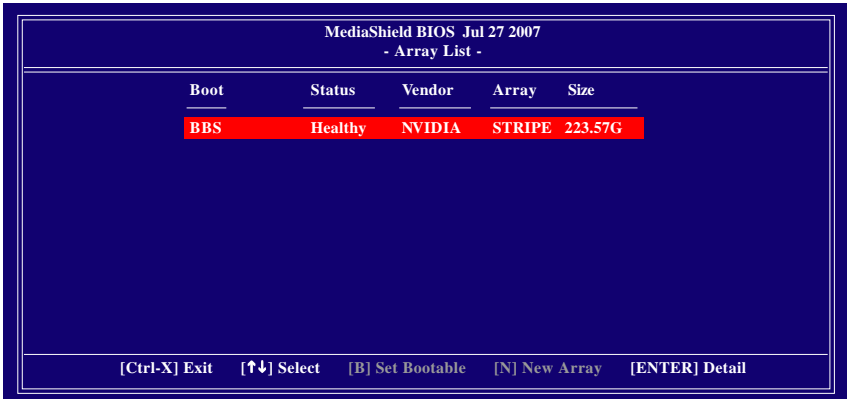 MediaShield BIOS  Jul 27 2007
- Array List -
Boot Status Vendor Array Size
BBS Healthy NVIDIA STRIPE 223.57G
[Ctrl-X] Exit [↑↓] Select [B] Set Bootable [N] New Array [ENTER] Detail